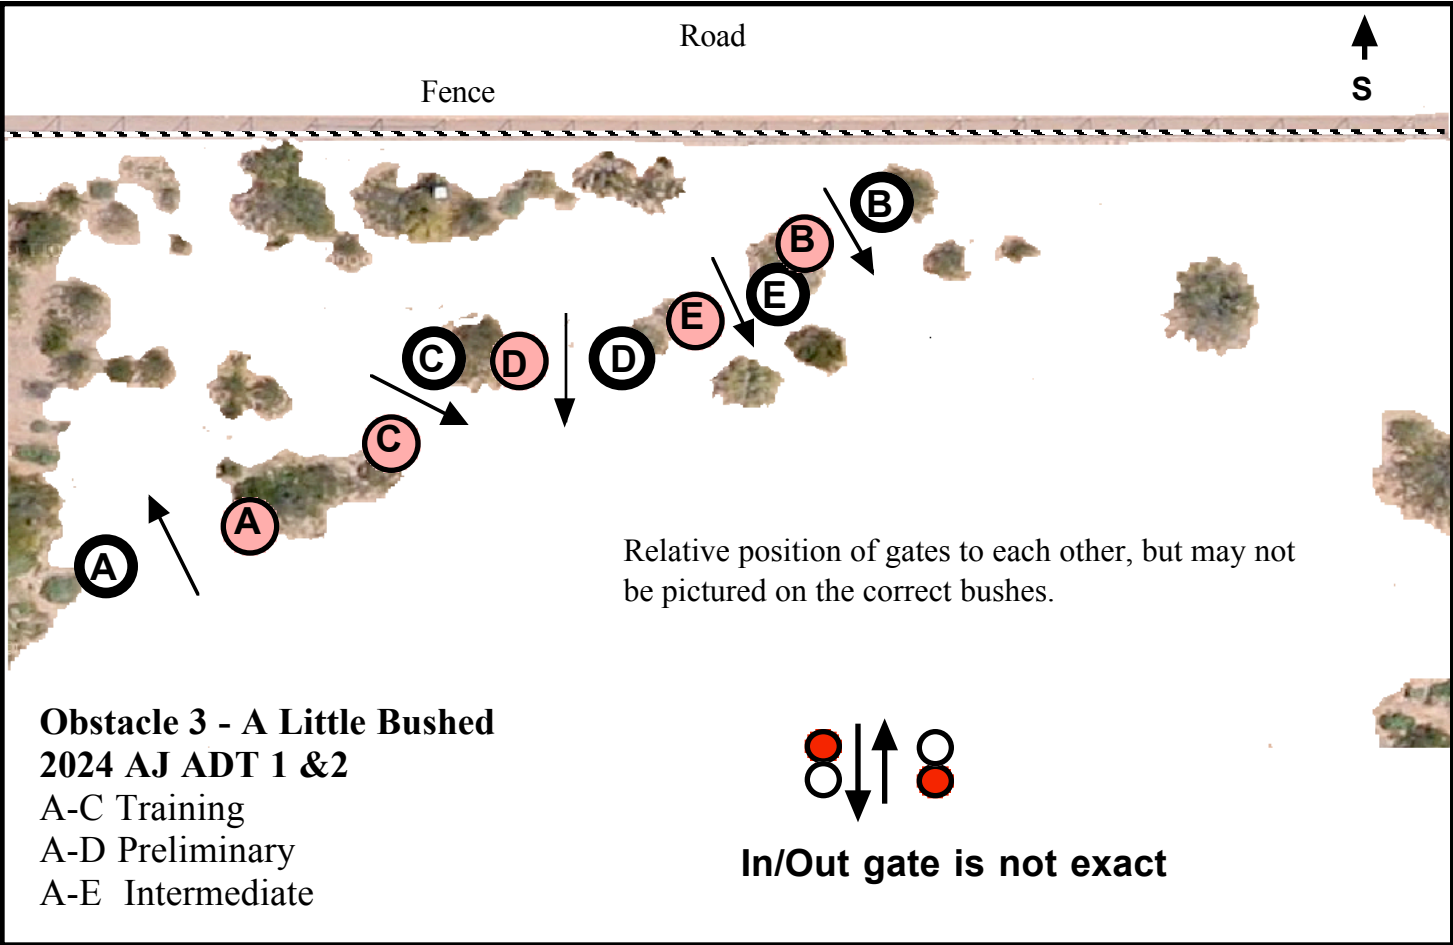 Road
S
Fence
B
B
E
E
C
D
D
C
A
A
Relative position of gates to each other, but may not
be pictured on the correct bushes.
Obstacle 3 - A Little Bushed
2024 AJ ADT 1 &2
A-C Training
A-D Preliminary
A-E Intermediate
In/Out gate is not exact